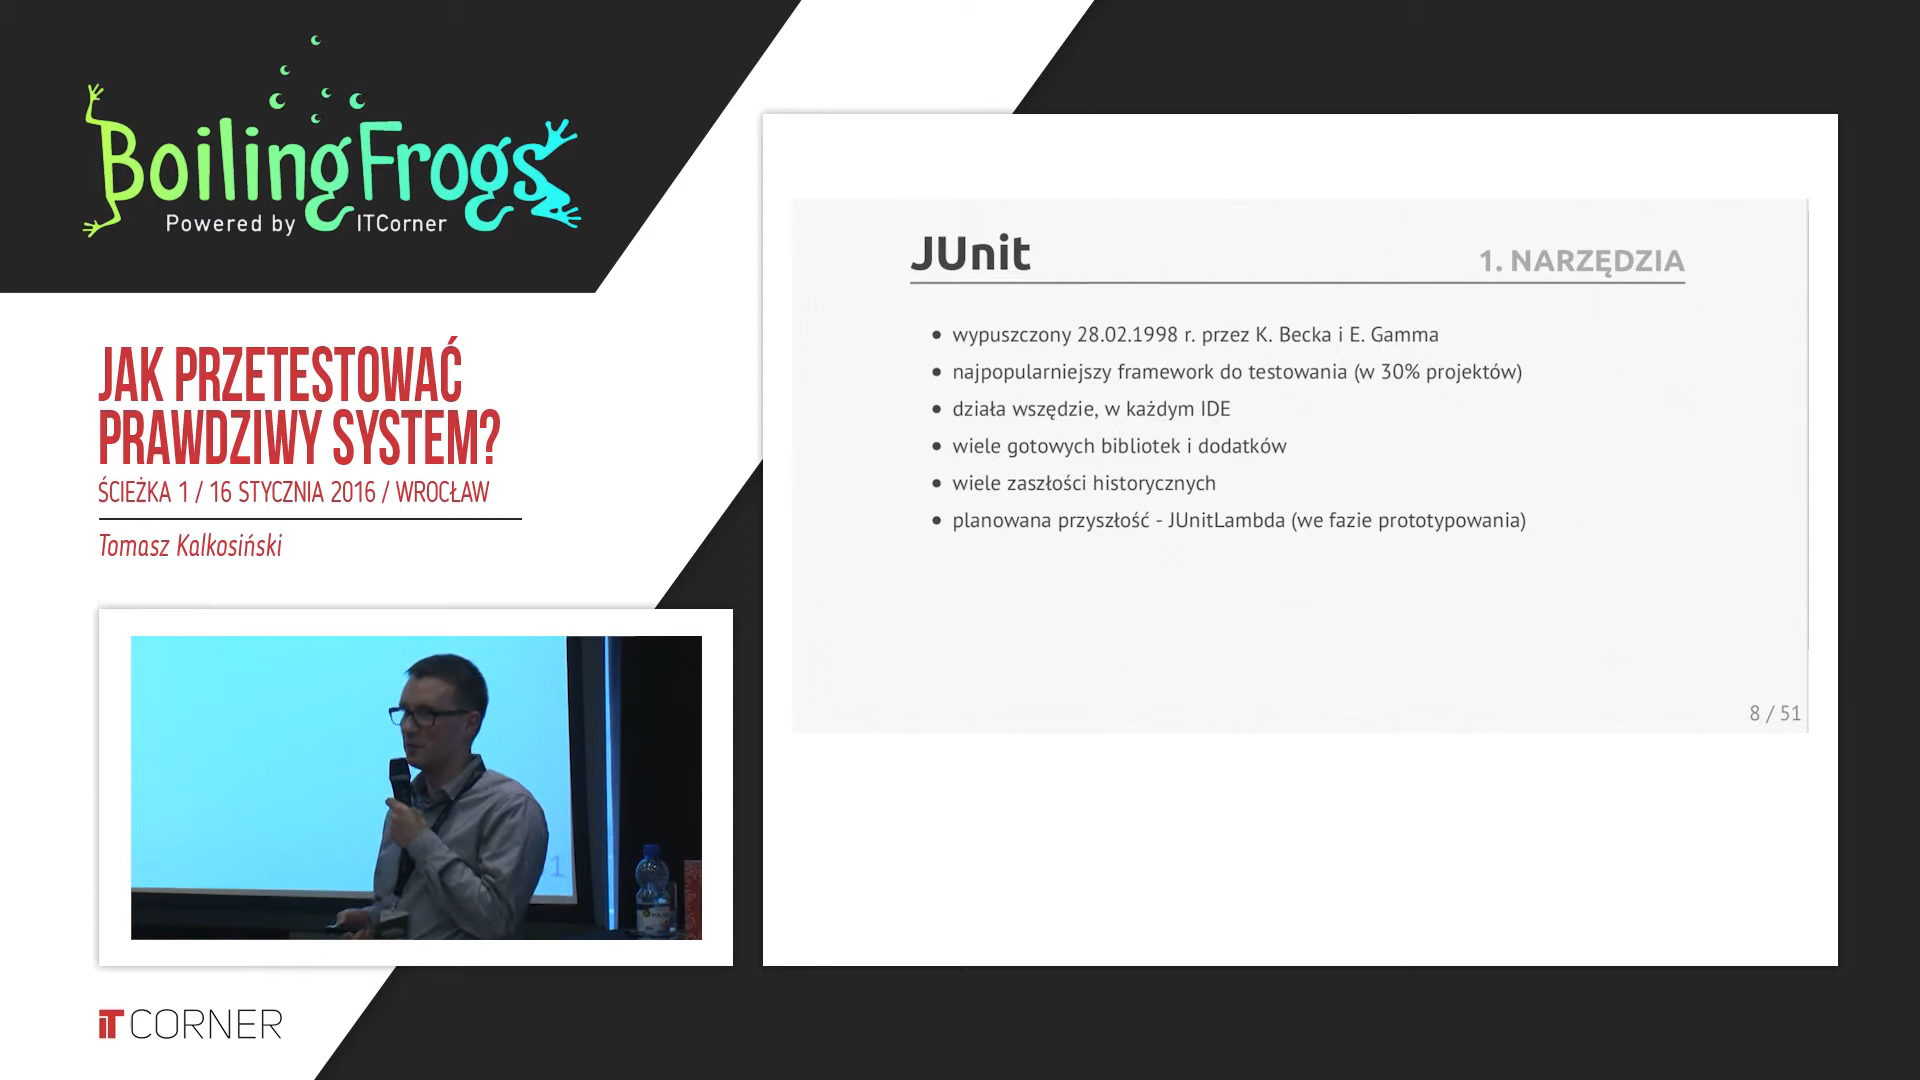 BoilingFrogs
Powered by ITCorner
JAK PRZETESTOWAĆ
PRAWDZIWY SYSTEM?
ŚCIEŻKA 1 / 16 STYCZNIA 2016 / WROCŁAW
Tomasz Kalkosiński
1
iT CORNER
JUnit
1. NARZĘDZIA
• wypuszczony 28.02.1998 r. przez K. Becka i E. Gamma
• najpopularniejszy framework do testowania (w 30% projektów)
• działa wszędzie, w każdym IDE
• wiele gotowych bibliotek i dodatków
• wiele zaszłości historycznych
• planowana przyszłość - JUnitLambda (we fazie prototypowania)
8 / 51